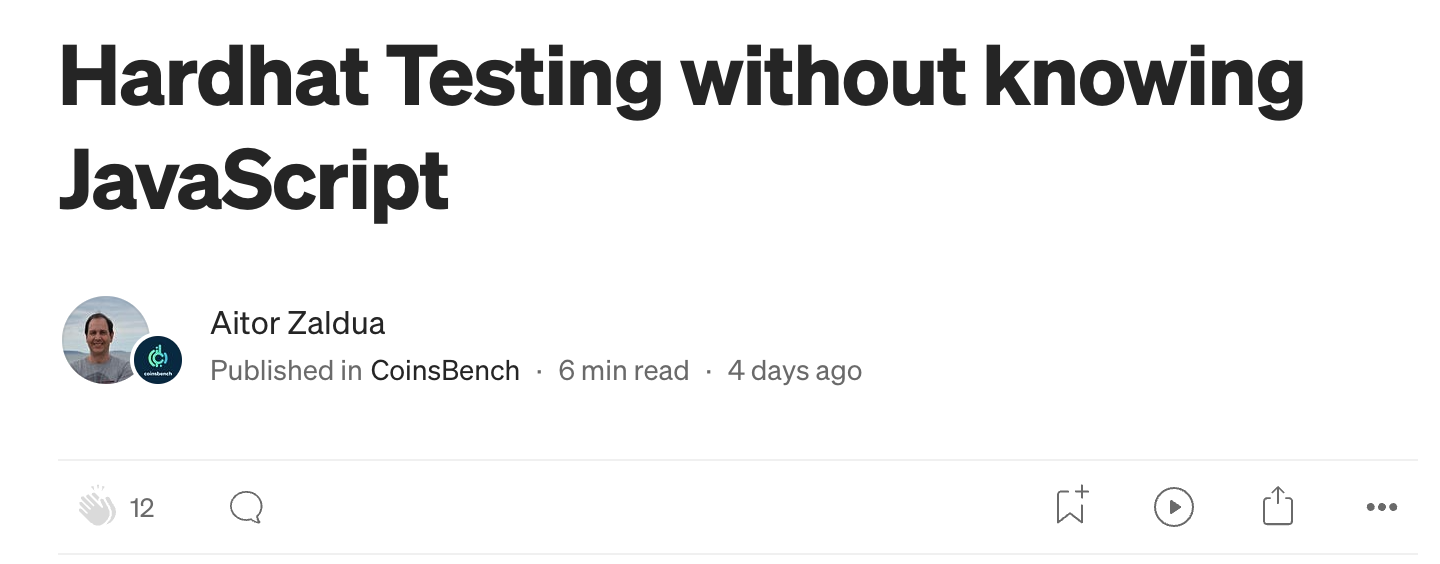 Hardhat Testing without knowing
JavaScript
Aitor Zaldua
coinsbench
Published in CoinsBench · 6 min read · 4 days ago
12